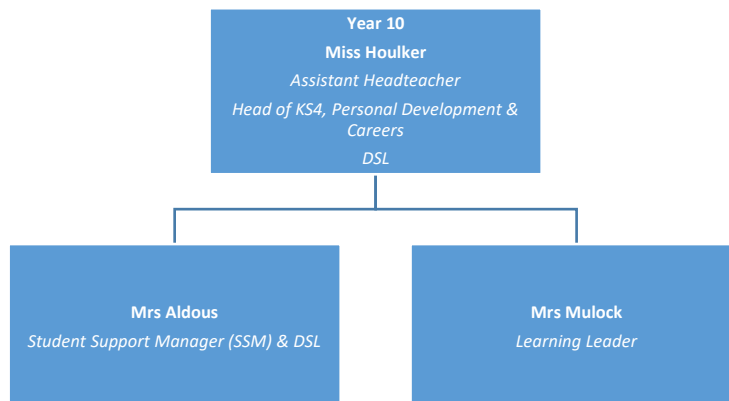 Year 10
Miss Houlker
Assistant Headteacher
Head of KS4, Personal Development &
Careers
DSL
Mrs Aldous
Student Support Manager (SSM) & DSL
Mrs Mulock
Learning Leader